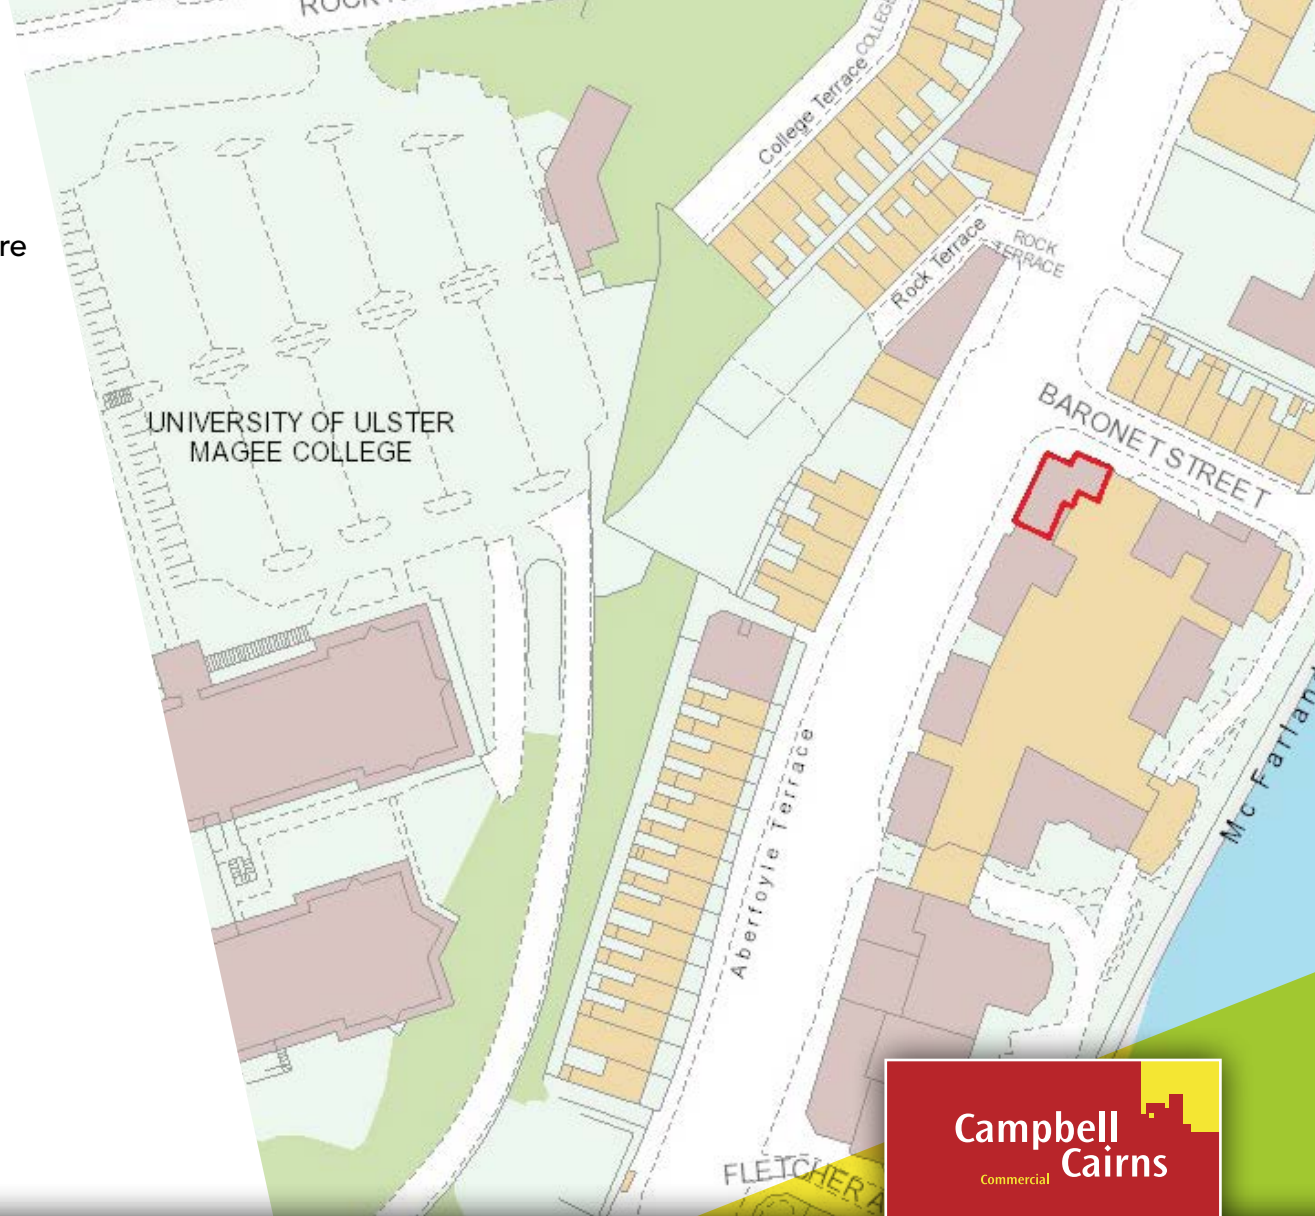 COLLEGE
College Terrace
re
Rock Terrace
ROCK
TERRACE
BARONET STREET
UNIVERSITY OF ULSTER
MAGEE COLLEGE
Aberfoyle Terrace
Mc Farland
FLETCHER
Campbell
Cairns
Commercial